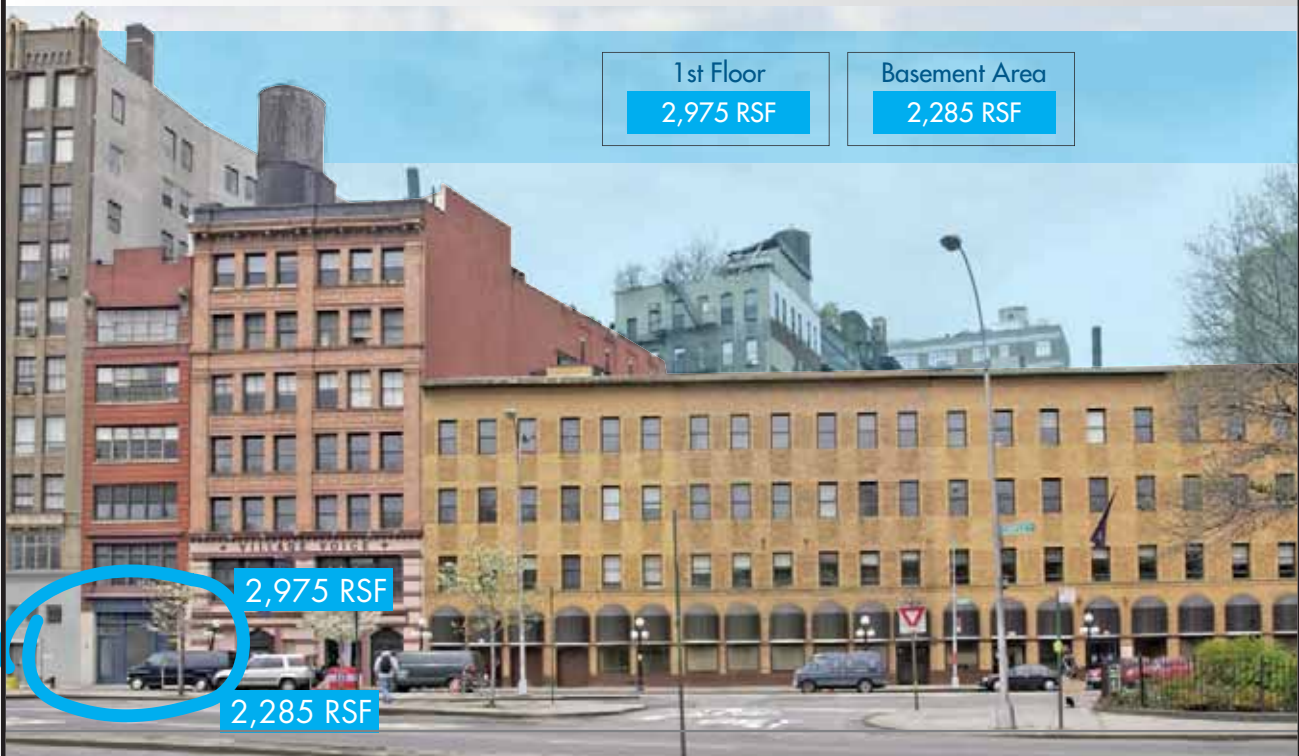 1st Floor
2,975 RSF
Basement Area
2,285 RSF
VILLAGE VOICE
2,975 RSF
2,285 RSF